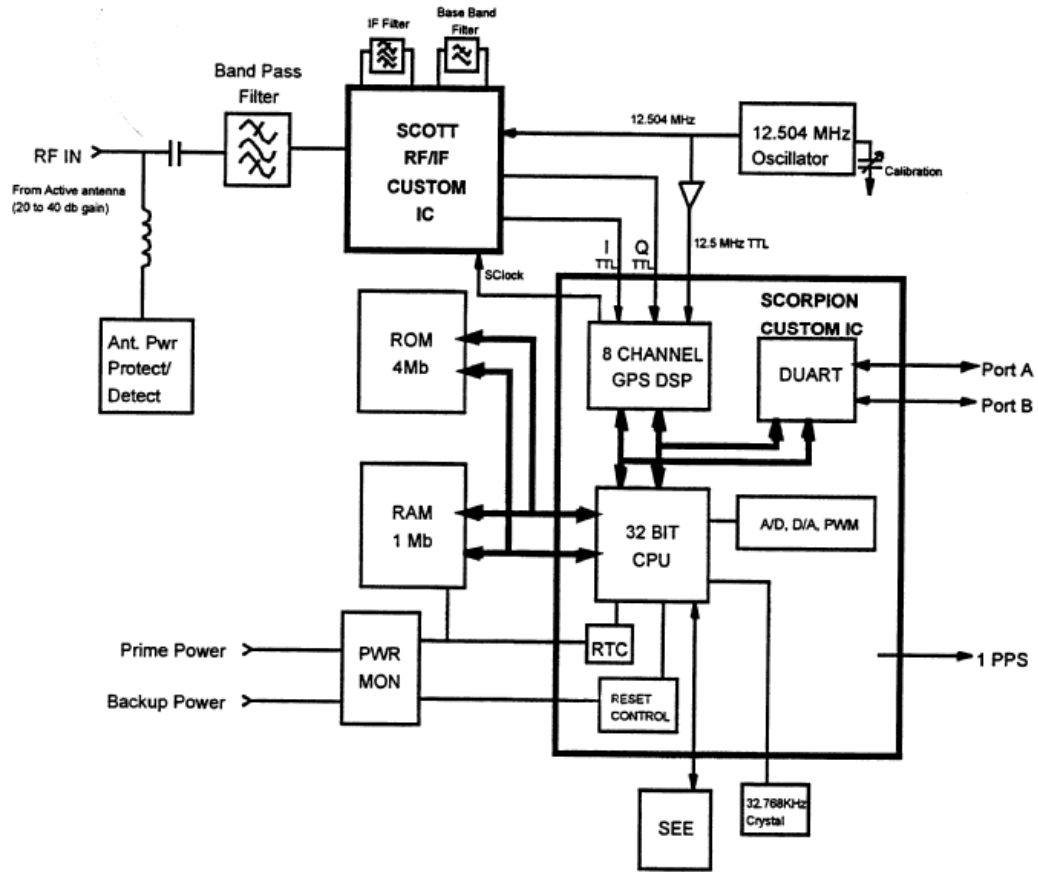 IF Filter
Base Band
Filter
Band Pass
Filter
SCOTT
RF/IF
CUSTOM
IC
12.504 MHz
12.504 MHz
Oscillator
Calibration
RF IN
From Active antenna
(20 to 40 db gain)
I
TTL
Q
TTL
12.5 MHz TTL
SClock
SCORPION
CUSTOM IC
Ant. Pwr
Protect/
Detect
ROM
4Mb
8 CHANNEL
GPS DSP
DUART
Port A
Port B
RAM
1 Mb
32 BIT
CPU
A/D, D/A, PWM
Prime Power
Backup Power
PWR
MON
RTC
RESET
CONTROL
1 PPS
SEE
32.768KHz
Crystal